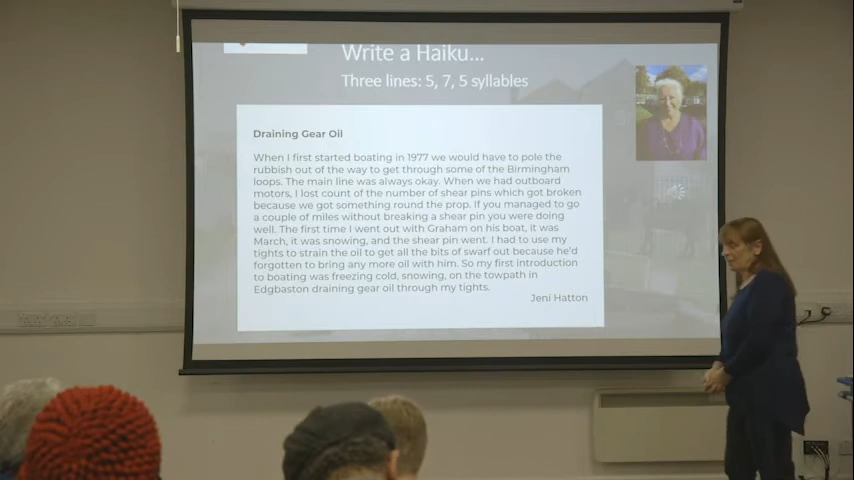 Write a Haiku...
Three lines: 5, 7, 5 syllables
Draining Gear Oil
When I first started boating in 1977 we would have to pole the
rubbish out of the way to get through some of the Birmingham
loops. The main line was always okay. When we had outboard
motors, I lost count of the number of shear pins which got broken
because we got something round the prop. If you managed to go
a couple of miles without breaking a shear pin you were doing
well. The first time I went out with Graham on his boat, it was
March, it was snowing, and the shear pin went. I had to use my
tights to strain the oil to get all the bits of swarf out because he'd
forgotten to bring any more oil with him. So my first introduction
to boating was freezing cold, snowing, on the towpath in
Edgbaston draining gear oil through my tights.
Jeni Hatton